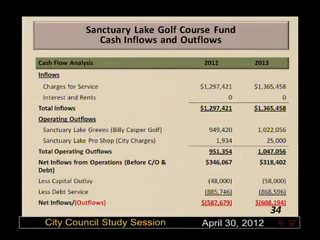 Sanctuary Lake Golf Course Fund
Cash Inflows and Outflows
Cash Flow Analysis 2012 2013
Inflows
Charges for Service $1,297,421 $1,365,458
Interest and Rents 0 0
Total Inflows $1,297,421 $1,365,458
Operating Outflows
Sanctuary Lake Greens (Billy Casper Golf) 949,420 1,022,056
Sanctuary Lake Pro Shop (City Charges) 1,934 25,000
Total Operating Outflows 951,354 1,047,056
Net Inflows from Operations (Before C/O & $346,067 $318,402
Debt)
Less Capital Outlay (48,000) (58,000)
Less Debt Service (885,746) (868,596)
Net Inflows/(Outflows) $(587,679) $(608,194)
34
City Council Study Session April 30, 2012